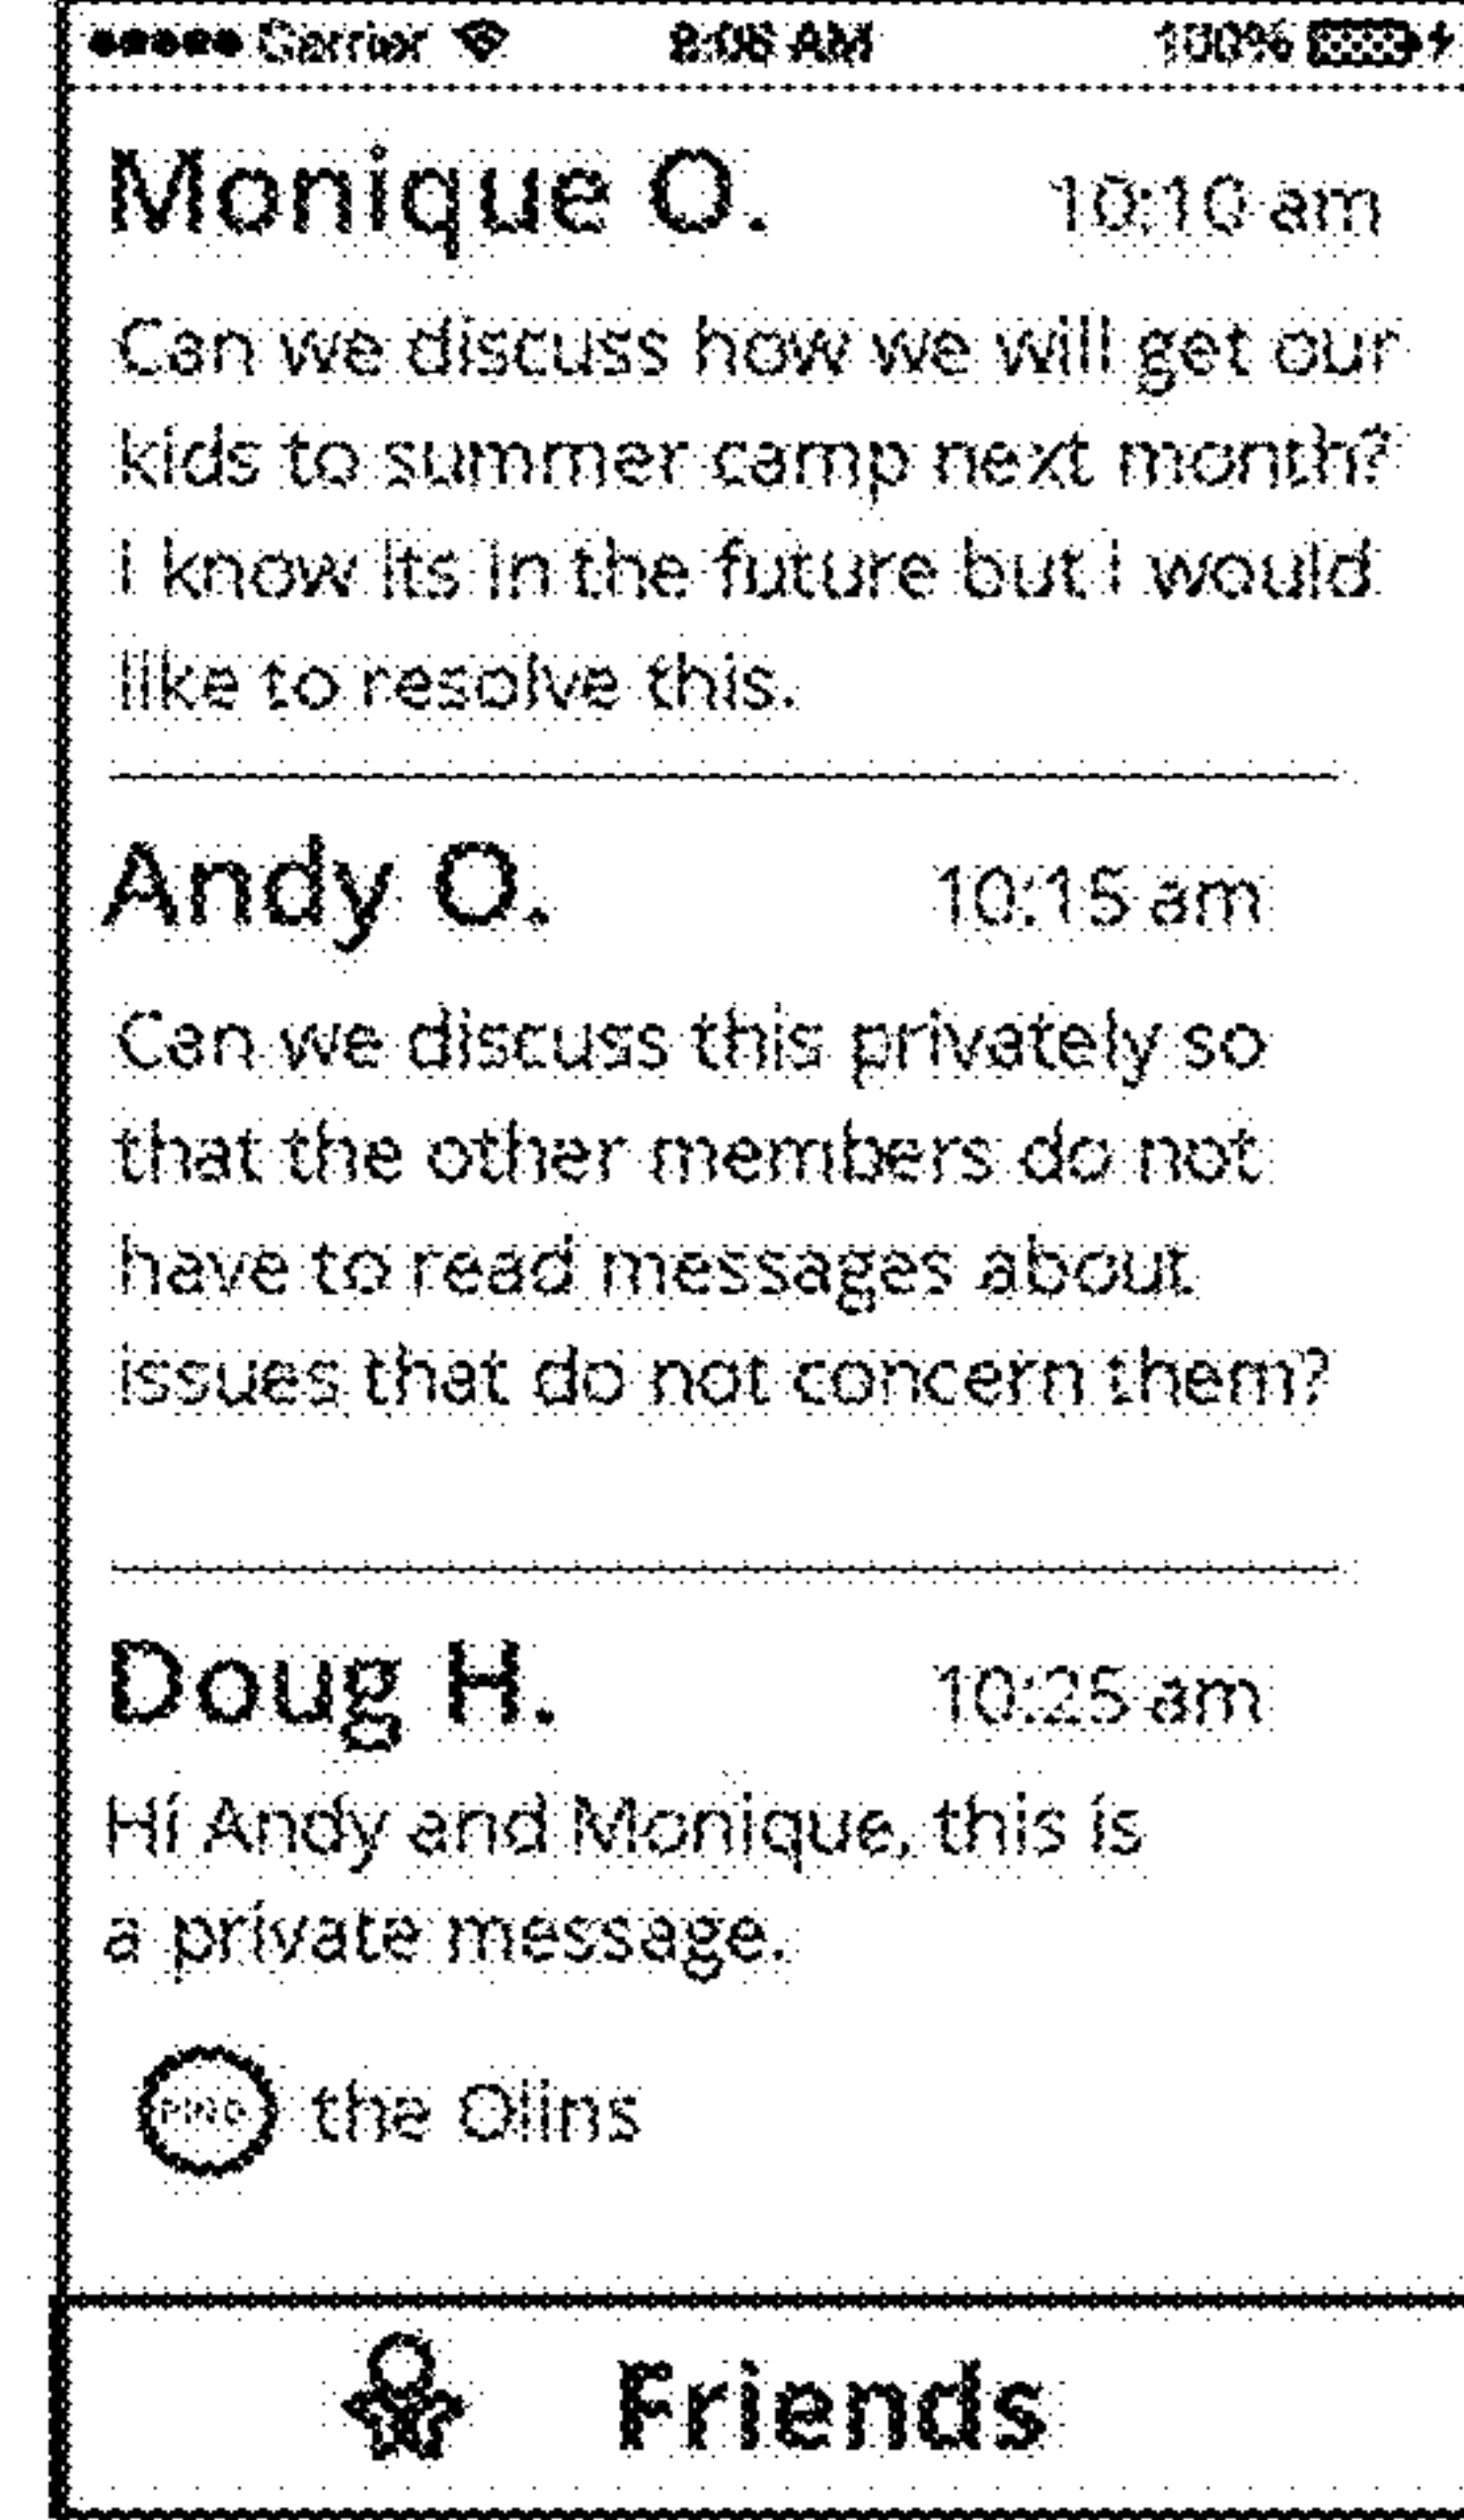 Carrier 8:08 AM 100%
Monique O. 10:10 am
Can we discuss how we will get our
kids to summer camp next month?
I know its in the future but i would
like to resolve this.
Andy O. 10:15 am
Can we discuss this privately so
that the other members do not
have to read messages about
issues that do not concern them?
Doug H. 10:25 am
Hi Andy and Monique, this is
a private message.
PING the Olins
Friends